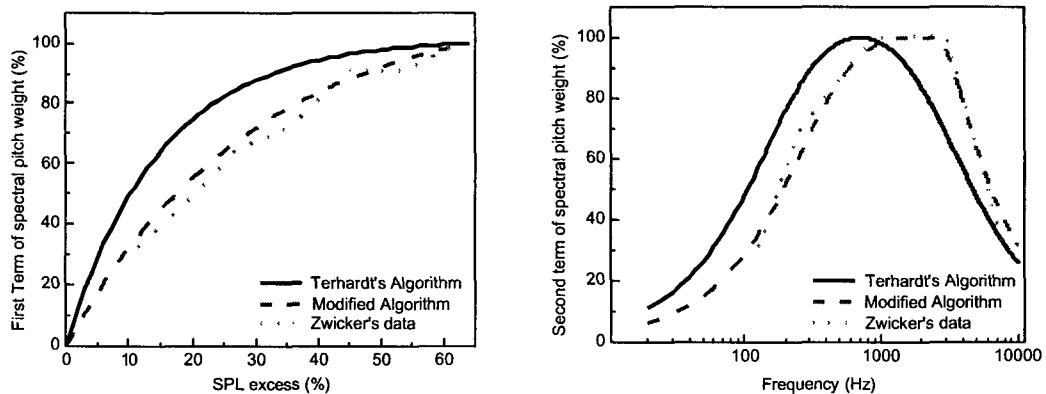 First Term of spectral pitch weight (%)
100
80
60
40
20
0
0 10 20 30 40 50 60
SPL excess (%)
Terhardt's Algorithm
Modified Algorithm
Zwicker's data
Second term of spectral pitch weight (%)
100
80
60
40
20
0
100 1000 10000
Frequency (Hz)
Terhardt's Algorithm
Modified Algorithm
Zwicker's data